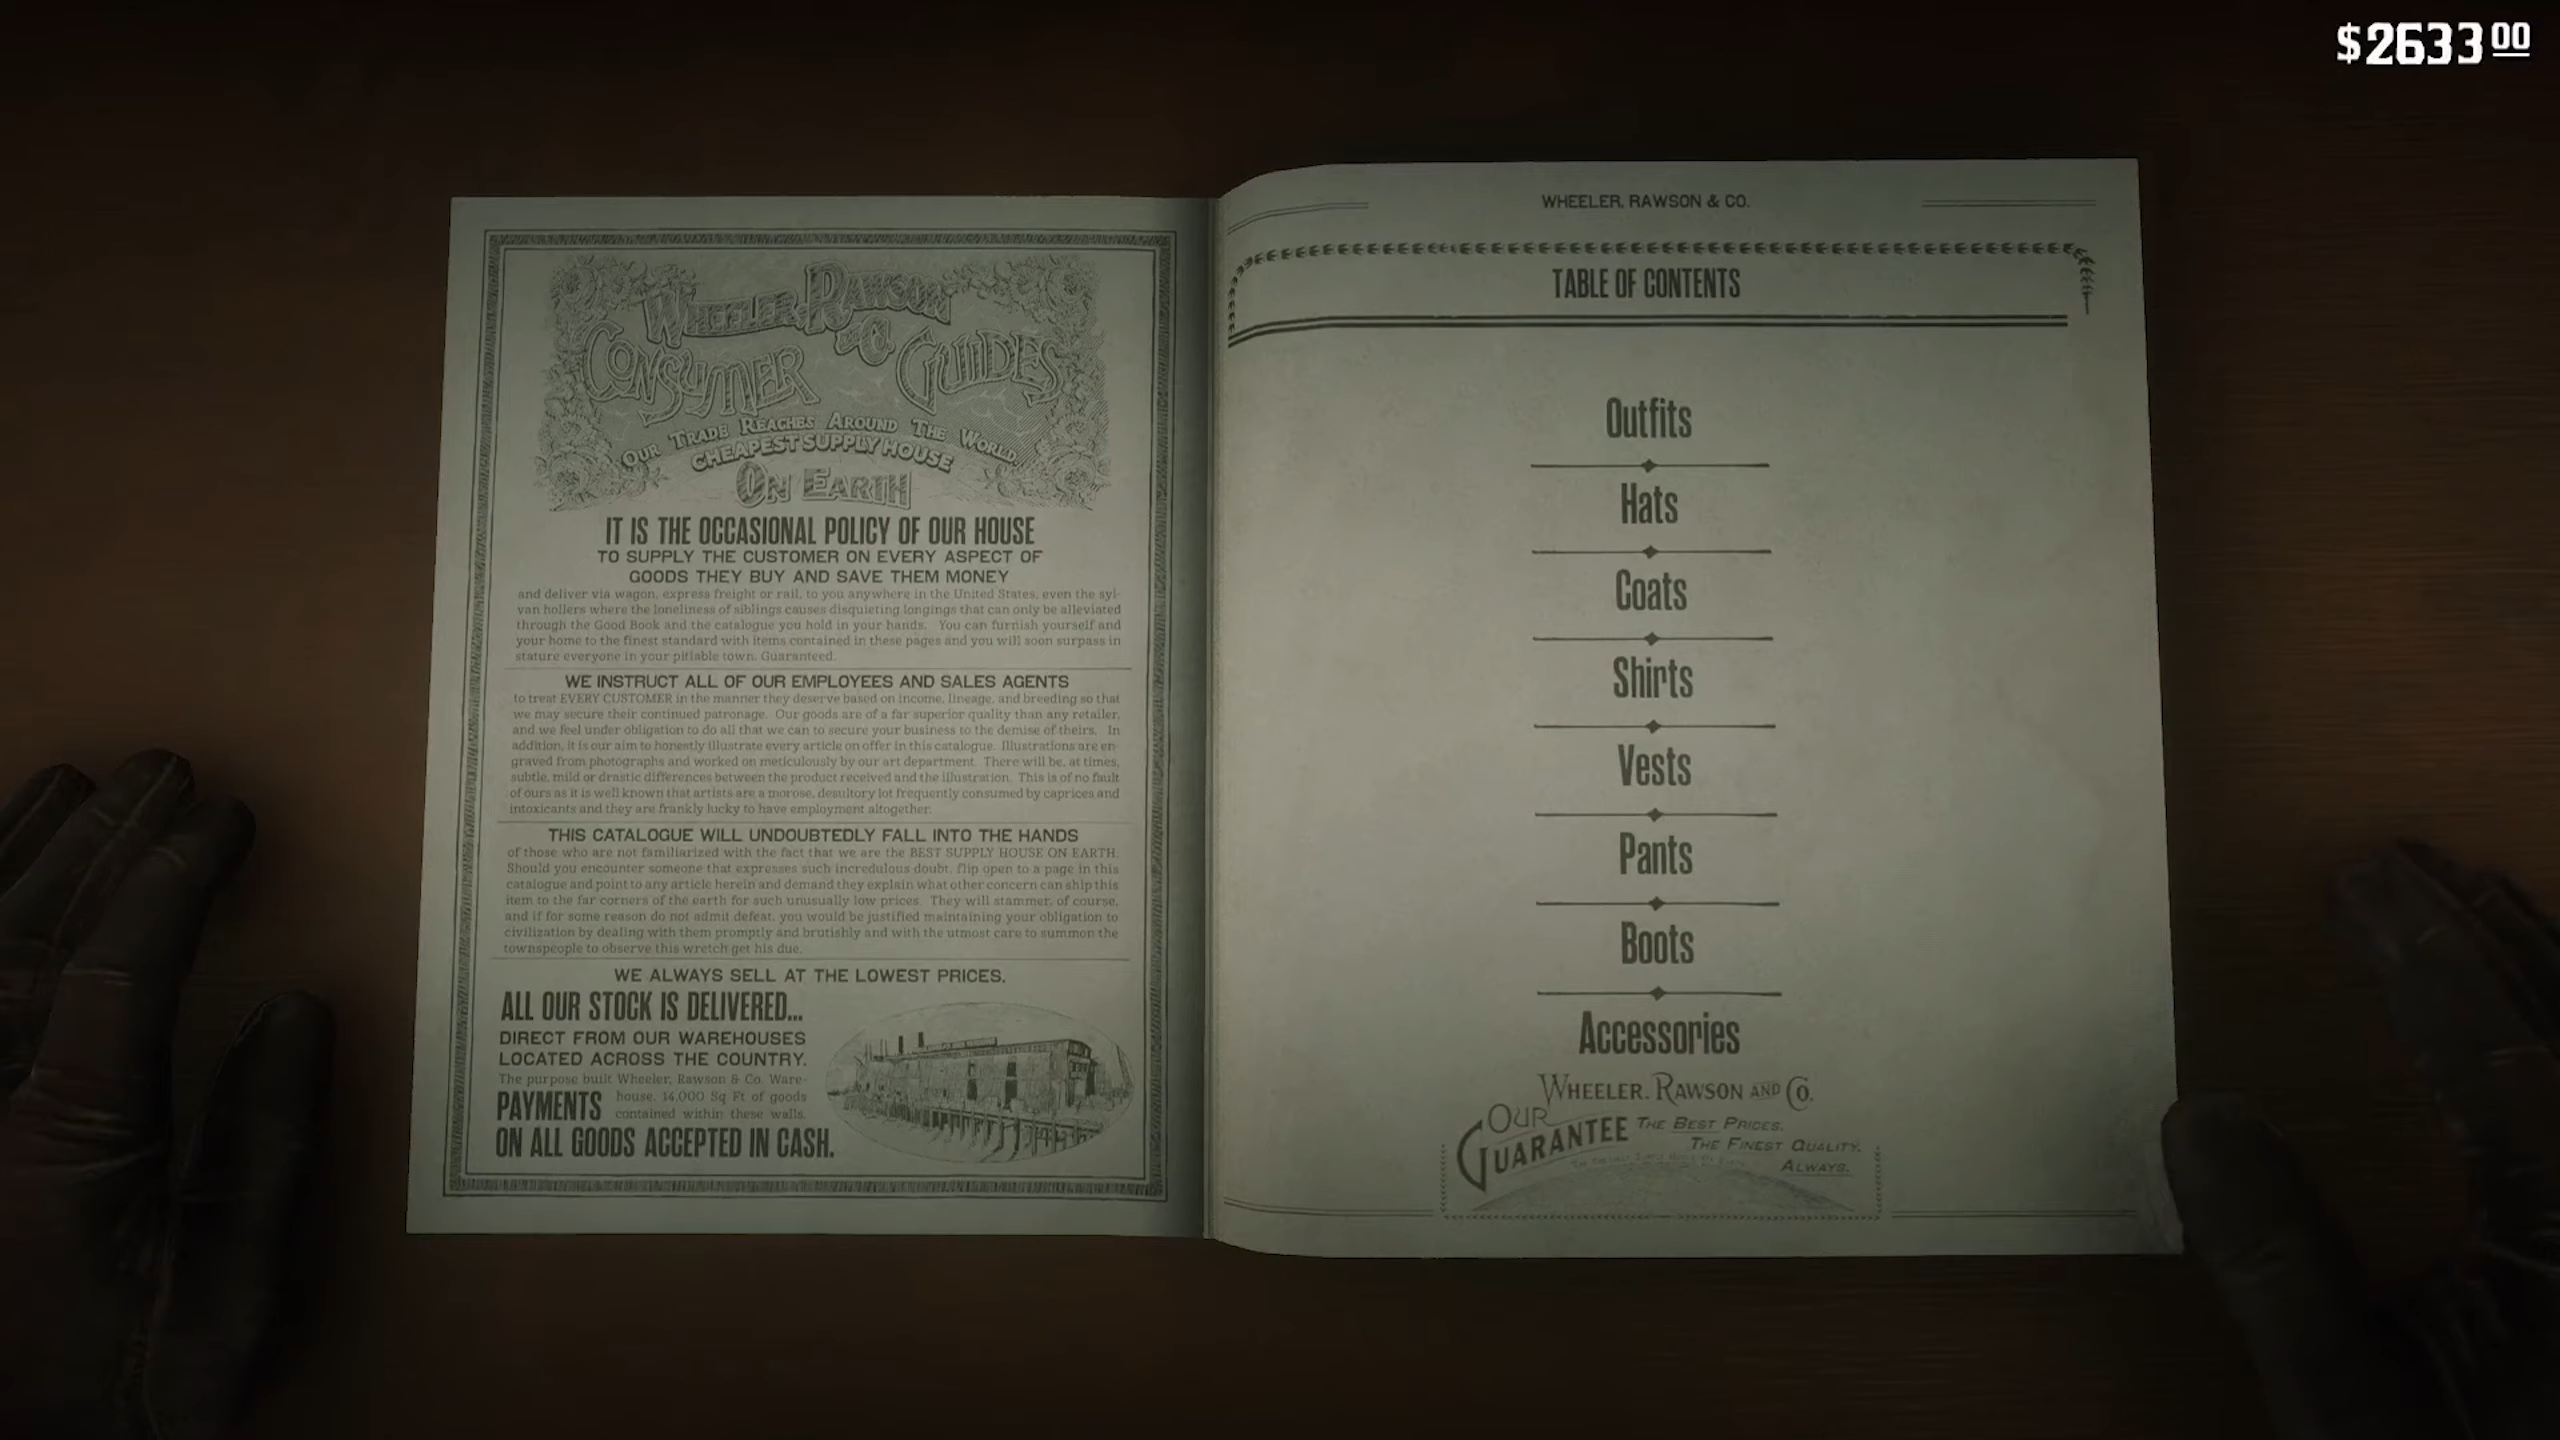 $2633 00
WHEELER, RAWSON
AND Co.
CONSUMER GUIDES
OUR TRADE REACHES AROUND THE WORLD.
CHEAPEST SUPPLY HOUSE
ON EARTH
IT IS THE OCCASIONAL POLICY OF OUR HOUSE
TO SUPPLY THE CUSTOMER ON EVERY ASPECT OF
GOODS THEY BUY AND SAVE THEM MONEY
and deliver via wagon, express freight or rail, to you anywhere in the United States, even the syl-
van hollers where the loneliness of siblings causes disquieting longings that can only be alleviated
through the Good Book and the catalogue you hold in your hands. You can furnish yourself and
your home to the finest standard with items contained in these pages and you will soon surpass in
stature everyone in your pitiable town. Guaranteed.
WE INSTRUCT ALL OF OUR EMPLOYEES AND SALES AGENTS
to treat EVERY CUSTOMER in the manner they deserve based on income, lineage, and breeding so that
we may secure their continued patronage. Our goods are of a far superior quality than any retailer,
and we feel under obligation to do all that we can to secure your business to the demise of theirs. In
addition, it is our aim to honestly illustrate every article on offer in this catalogue. Illustrations are en-
graved from photographs and worked on meticulously by our art department. There will be, at times,
subtle, mild or drastic differences between the product received and the illustration. This is of no fault
of ours as it is well known that artists are a morose, desultory lot frequently consumed by caprices and
intoxicants and they are frankly lucky to have employment altogether.
THIS CATALOGUE WILL UNDOUBTEDLY FALL INTO THE HANDS
of those who are not familiarized with the fact that we are the BEST SUPPLY HOUSE ON EARTH.
Should you encounter someone that expresses such incredulous doubt, flip open to a page in this
catalogue and point to any article herein and demand they explain what other concern can ship this
item to the far corners of the earth for such unusually low prices. They will stammer, of course,
and if for some reason do not admit defeat, you would be justified maintaining your obligation to
civilization by dealing with them promptly and brutishly and with the utmost care to summon the
townspeople to observe this wretch get his due.
WE ALWAYS SELL AT THE LOWEST PRICES.
ALL OUR STOCK IS DELIVERED...
DIRECT FROM OUR WAREHOUSES
LOCATED ACROSS THE COUNTRY.
The purpose built Wheeler, Rawson & Co. Ware-
house. 14,000 Sq Ft of goods
contained within these walls.
PAYMENTS
ON ALL GOODS ACCEPTED IN CASH.
WHEELER, RAWSON & CO.
TABLE OF CONTENTS
Outfits
Hats
Coats
Shirts
Vests
Pants
Boots
Accessories
WHEELER, RAWSON AND Co.
OUR
GUARANTEE
THE BEST PRICES.
THE FINEST QUALITY.
ALWAYS.